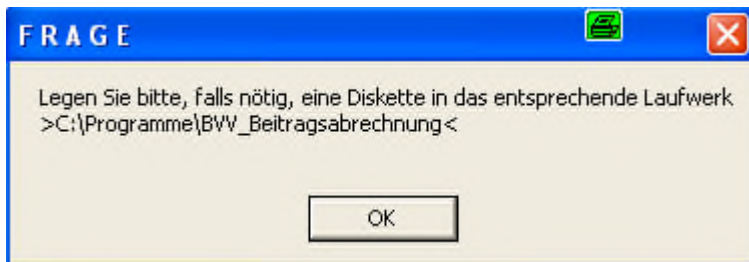 FRAGE
Legen Sie bitte, falls nötig, eine Diskette in das entsprechende Laufwerk
>C:\Programme\BVV_Beitragsabrechnung<
OK